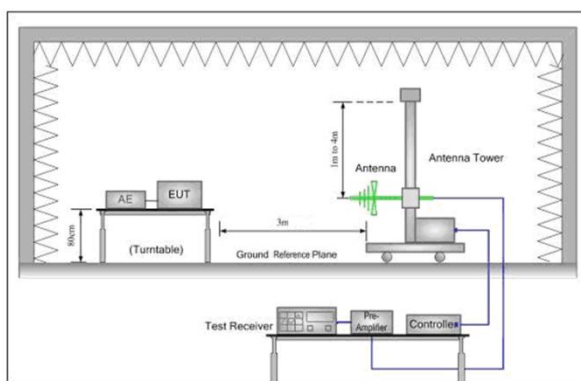 1m to 4m
Antenna
Antenna Tower
AE
EUT
3m
80cm
(Turntable)
Ground Reference Plane
Test Receiver
Pre-
Amplifier
Controller